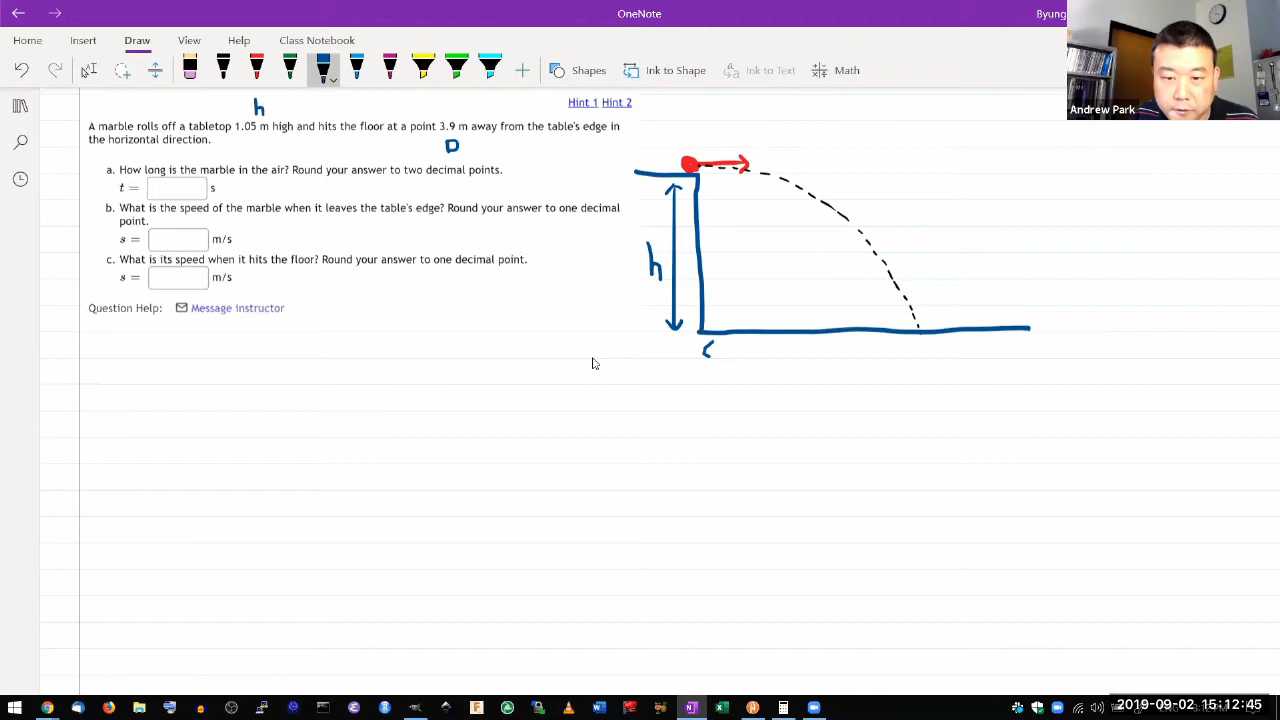 OneNote
Byung
Home Insert Draw View Help Class Notebook
Shapes Ink to Shape Ink to Text Math
Andrew Park
h
Hint 1 Hint 2
A marble rolls off a tabletop 1.05 m high and hits the floor at a point 3.9 m away from the table's edge in
the horizontal direction.
D
a. How long is the marble in the air? Round your answer to two decimal points.
t = s
b. What is the speed of the marble when it leaves the table's edge? Round your answer to one decimal
point.
s = m/s
c. What is its speed when it hits the floor? Round your answer to one decimal point.
s = m/s
Question Help: Message instructor
h
2019-09-02 15:12:45